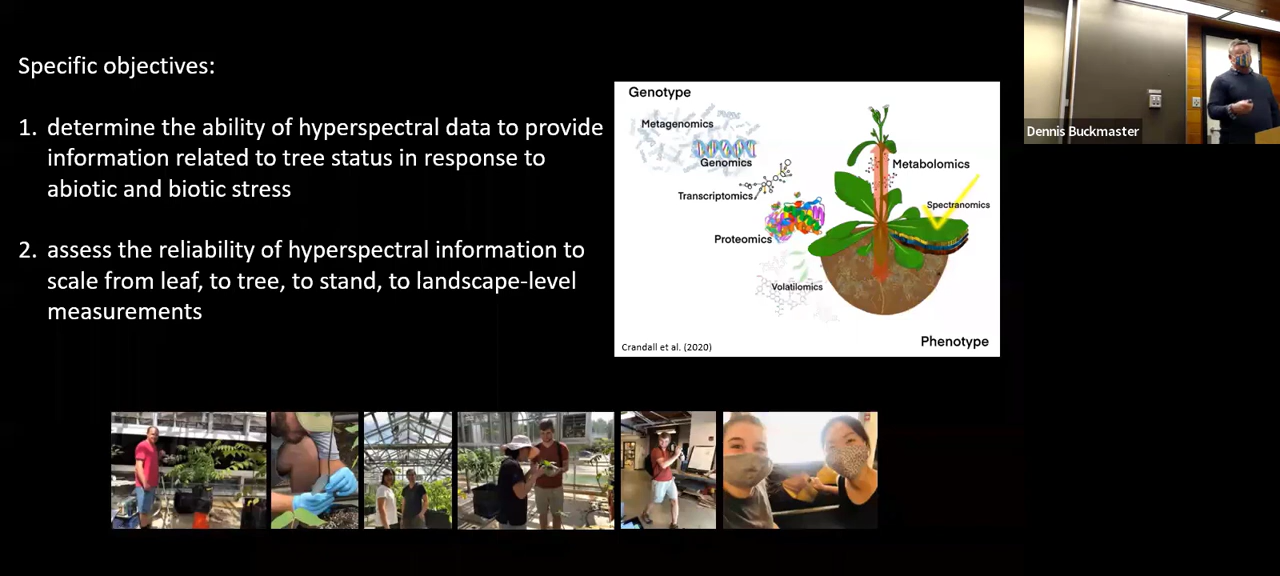 Specific objectives:
1. determine the ability of hyperspectral data to provide
information related to tree status in response to
abiotic and biotic stress
2. assess the reliability of hyperspectral information to
scale from leaf, to tree, to stand, to landscape-level
measurements
Genotype
Metagenomics
Genomics
Transcriptomics
Proteomics
Volatilomics
Metabolomics
Spectranomics
Phenotype
Crandall et al. (2020)
Dennis Buckmaster